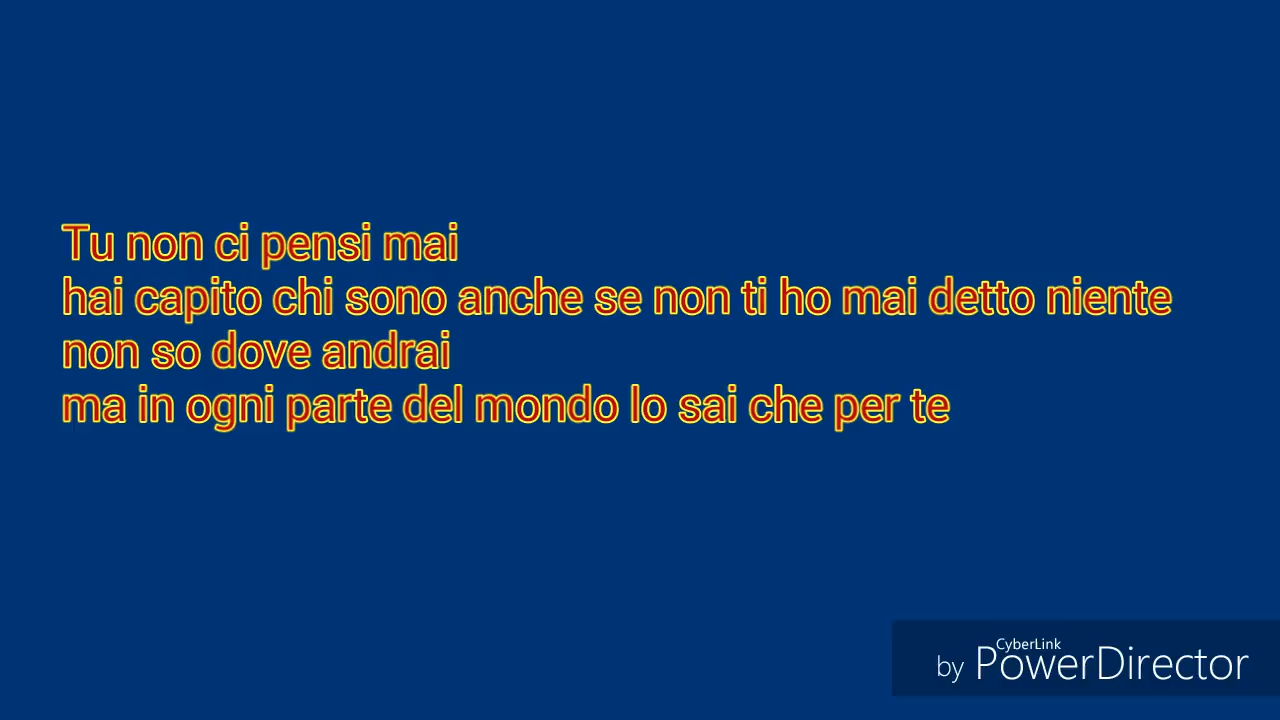 Tu non ci pensi mai
hai capito chi sono anche se non ti ho mai detto niente
non so dove andrai
ma in ogni parte del mondo lo sai che per te
CyberLink
by PowerDirector